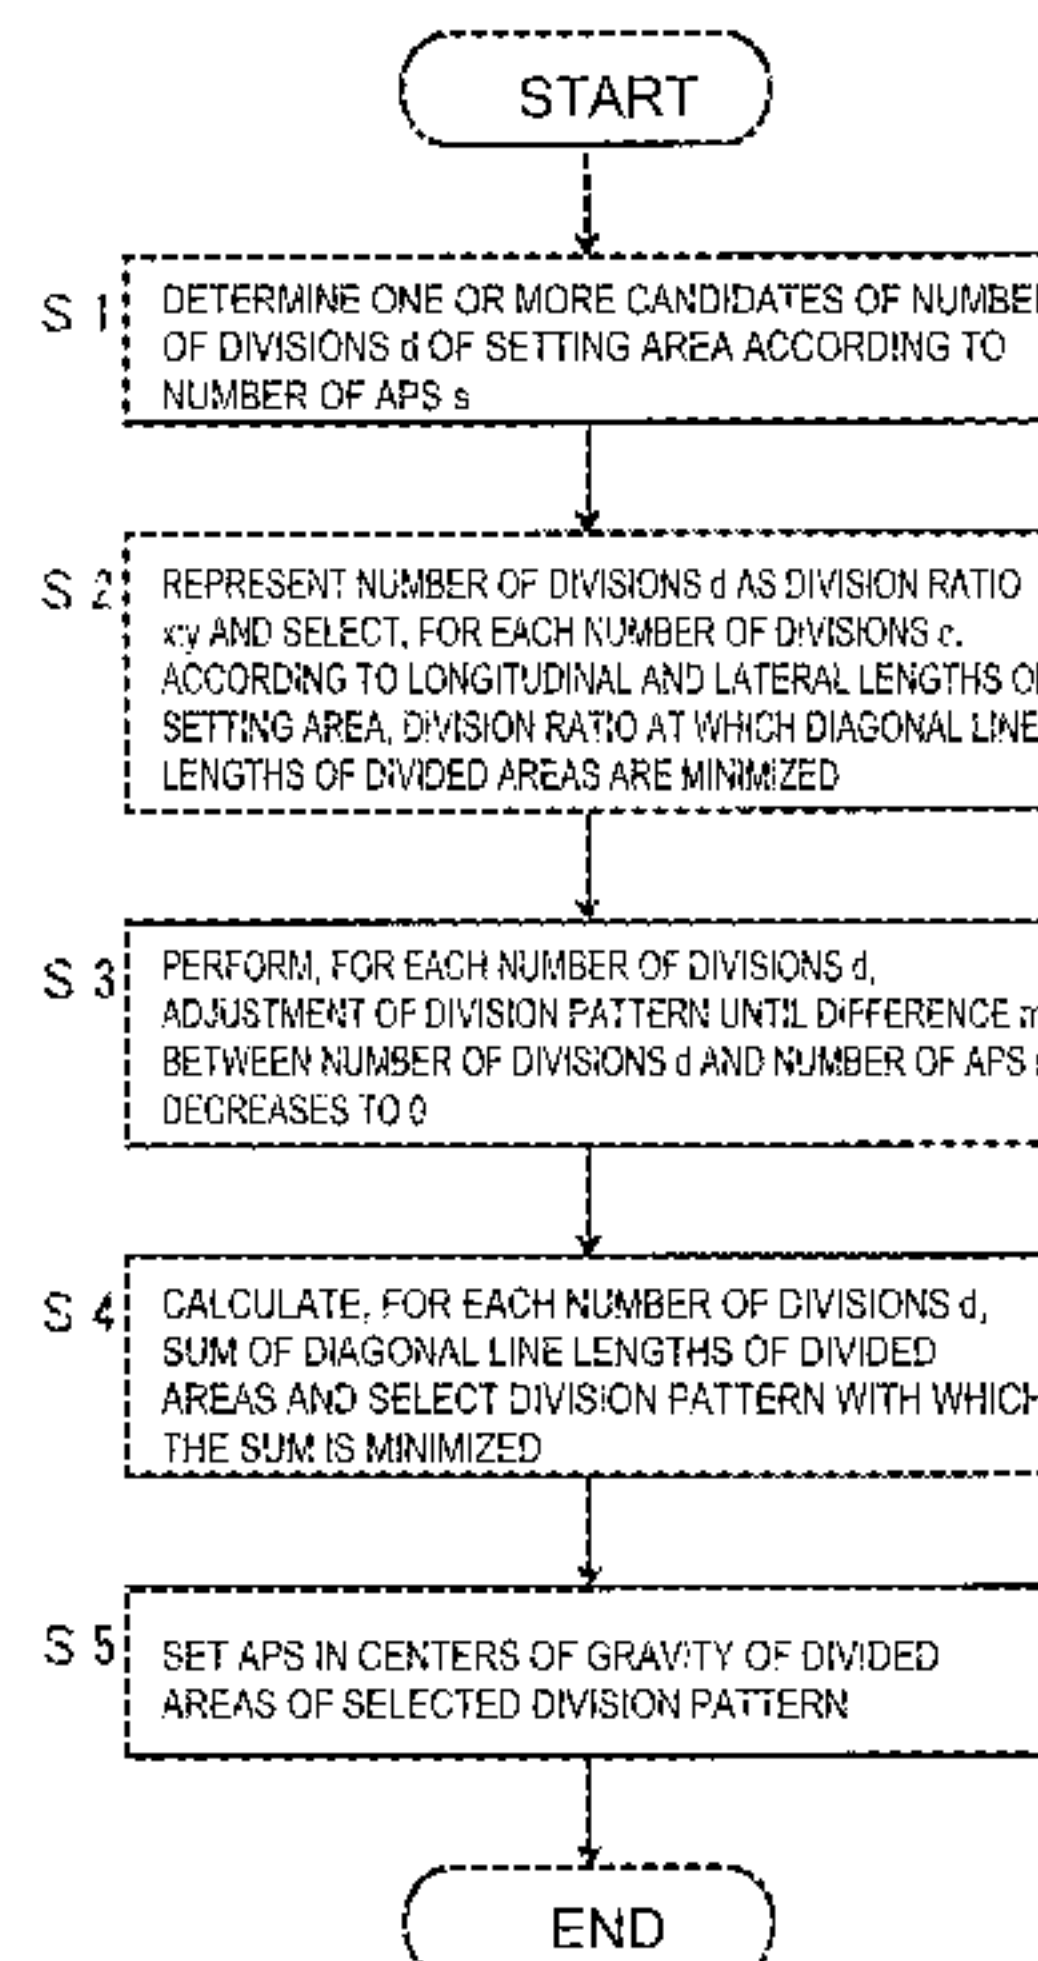 START
S 1
DETERMINE ONE OR MORE CANDIDATES OF NUMBER
OF DIVISIONS d OF SETTING AREA ACCORDING TO
NUMBER OF APS s
S 2
REPRESENT NUMBER OF DIVISIONS d AS DIVISION RATIO
x:y AND SELECT, FOR EACH NUMBER OF DIVISIONS
ACCORDING TO LONGITUDINAL AND LATERAL LENGTHS OF
SETTING AREA, DIVISION RATIO AT WHICH DIAGONAL LINE
LENGTHS OF DIVIDED AREAS ARE MINIMIZED
S 3
PERFORM, FOR EACH NUMBER OF DIVISIONS d,
ADJUSTMENT OF DIVISION PATTERN UNTIL DIFFERENCE
BETWEEN NUMBER OF DIVISIONS d AND NUMBER OF APS
DECREASES TO 0
S 4
CALCULATE, FOR EACH NUMBER OF DIVISIONS d,
SUM OF DIAGONAL LINE LENGTHS OF DIVIDED
AREAS AND SELECT DIVISION PATTERN WITH WHICH
THE SUM IS MINIMIZED
S 5
SET APS IN CENTERS OF GRAVITY OF DIVIDED
AREAS OF SELECTED DIVISION PATTERN
END